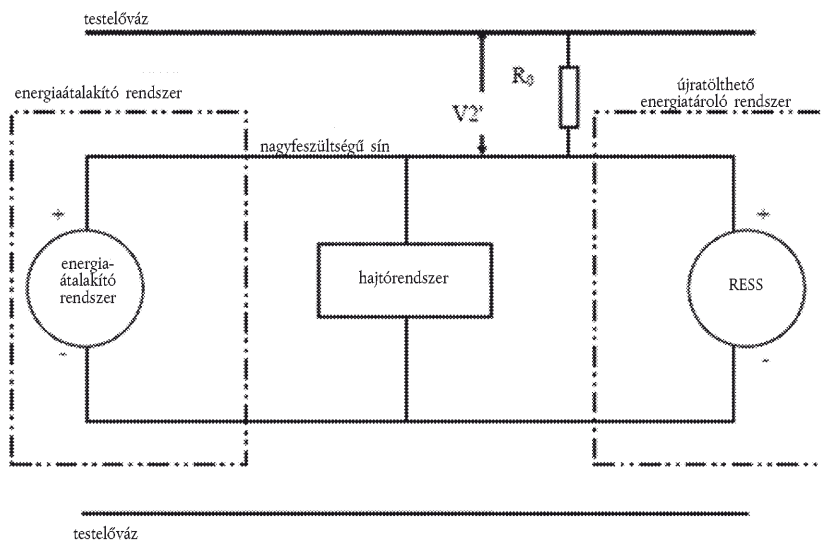 testelőváz
energiaátalakító rendszer
R₀
újratölthető
energiatároló rendszer
V2'
nagyfeszültségű sín
+
+
energia-
átalakító
rendszer
hajtórendszer
RESS
-
-
testelőváz